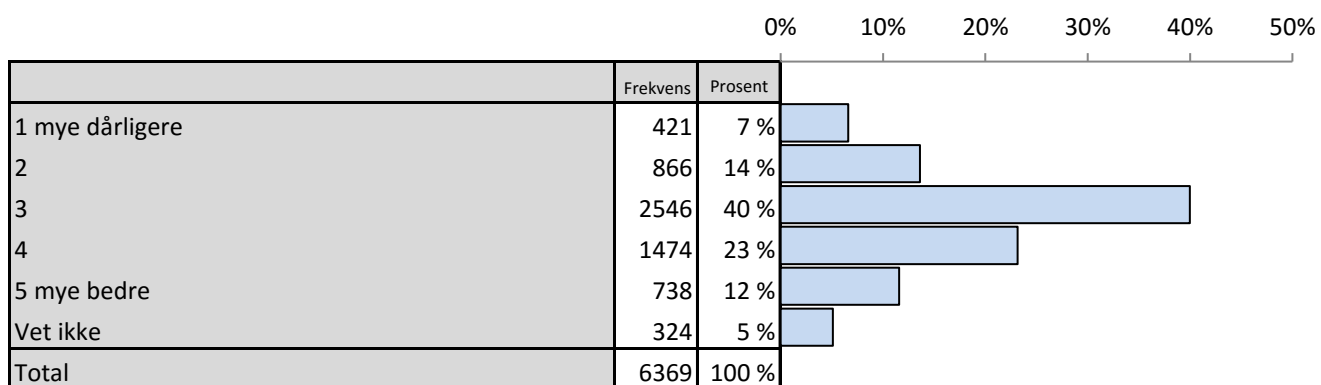 0% 10% 20% 30% 40% 50%
Frekvens Prosent
1 mye dårligere 421 7 %
2 866 14 %
3 2546 40 %
4 1474 23 %
5 mye bedre 738 12 %
Vet ikke 324 5 %
Total 6369 100 %